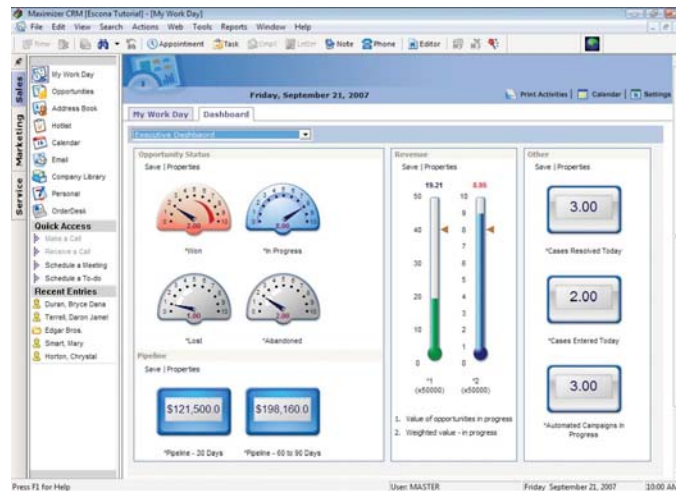 Maximizer CRM [Escona Tutorial] - [My Work Day]
File Edit View Search Actions Web Tools Reports Window Help
New Appointment Task Email Letter Note Phone Editor
Sales
Marketing
Service
My Work Day
Opportunities
Address Book
Hotlist
Calendar
Email
Company Library
Personal
OrderDesk
Quick Access
Make a Call
Receive a Call
Schedule a Meeting
Schedule a To-do
Recent Entries
Duran, Bryce Dana
Terrell, Daron Jamel
Edgar Bros.
Smart, Mary
Horton, Chrystal
Friday, September 21, 2007
Print Activities | Calendar | Settings
My Work Day Dashboard
Executive Dashboard
Opportunity Status
Save | Properties
2.00
*Won
*In Progress
1.00
*Lost
2.00
*Abandoned
Pipeline
Save | Properties
$121,500.0
*Pipeline - 30 Days
$198,160.0
*Pipeline - 60 to 90 Days
Revenue
Save | Properties
19.21
50
40
30
20
10
0
*1
(x50000)
8.95
10
9
8
7
6
5
4
3
2
1
0
*2
(x50000)
1. Value of opportunities in progress
2. Weighted value - in progress
Other
Save | Properties
3.00
*Cases Resolved Today
2.00
*Cases Entered Today
3.00
*Automated Campaigns in
Progress
Press F1 for Help
User: MASTER
Friday September 21, 2007
10:00 AM